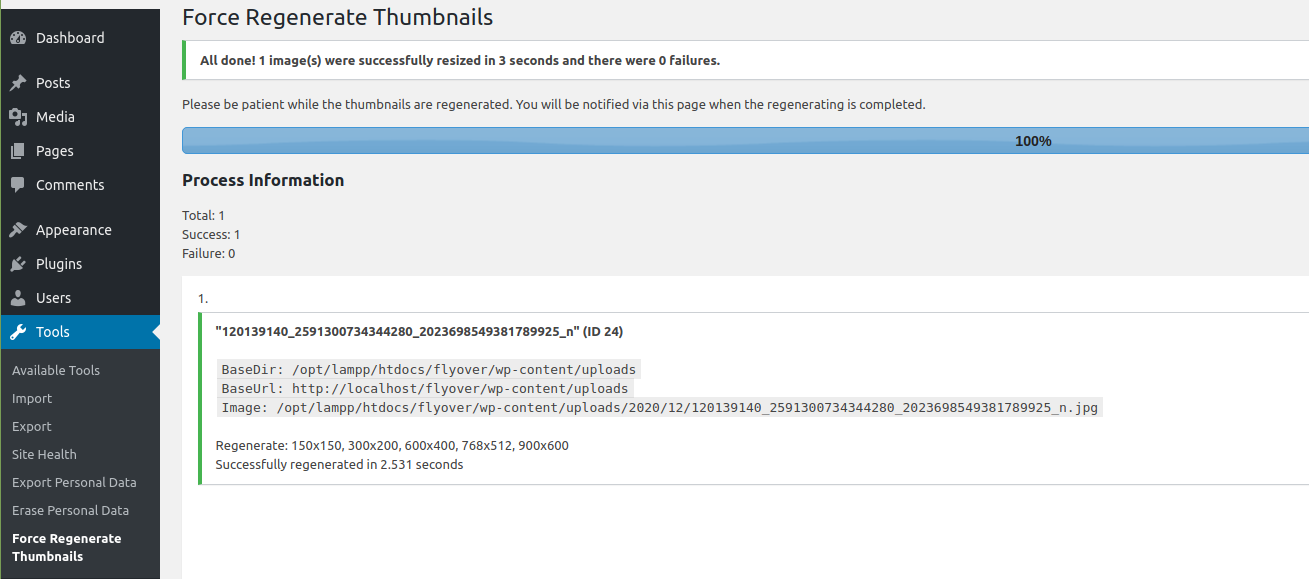 Force Regenerate Thumbnails
Dashboard
Posts
Media
Pages
Comments
Appearance
Plugins
Users
Tools
Available Tools
Import
Export
Site Health
Export Personal Data
Erase Personal Data
Force Regenerate
Thumbnails
All done! 1 image(s) were successfully resized in 3 seconds and there were 0 failures.
Please be patient while the thumbnails are regenerated. You will be notified via this page when the regenerating is completed.
100%
Process Information
Total: 1
Success: 1
Failure: 0
1.
"120139140_2591300734344280_2023698549381789925_n" (ID 24)
BaseDir: /opt/lampp/htdocs/flyover/wp-content/uploads
BaseUrl: http://localhost/flyover/wp-content/uploads
Image: /opt/lampp/htdocs/flyover/wp-content/uploads/2020/12/120139140_2591300734344280_2023698549381789925_n.jpg
Regenerate: 150x150, 300x200, 600x400, 768x512, 900x600
Successfully regenerated in 2.531 seconds